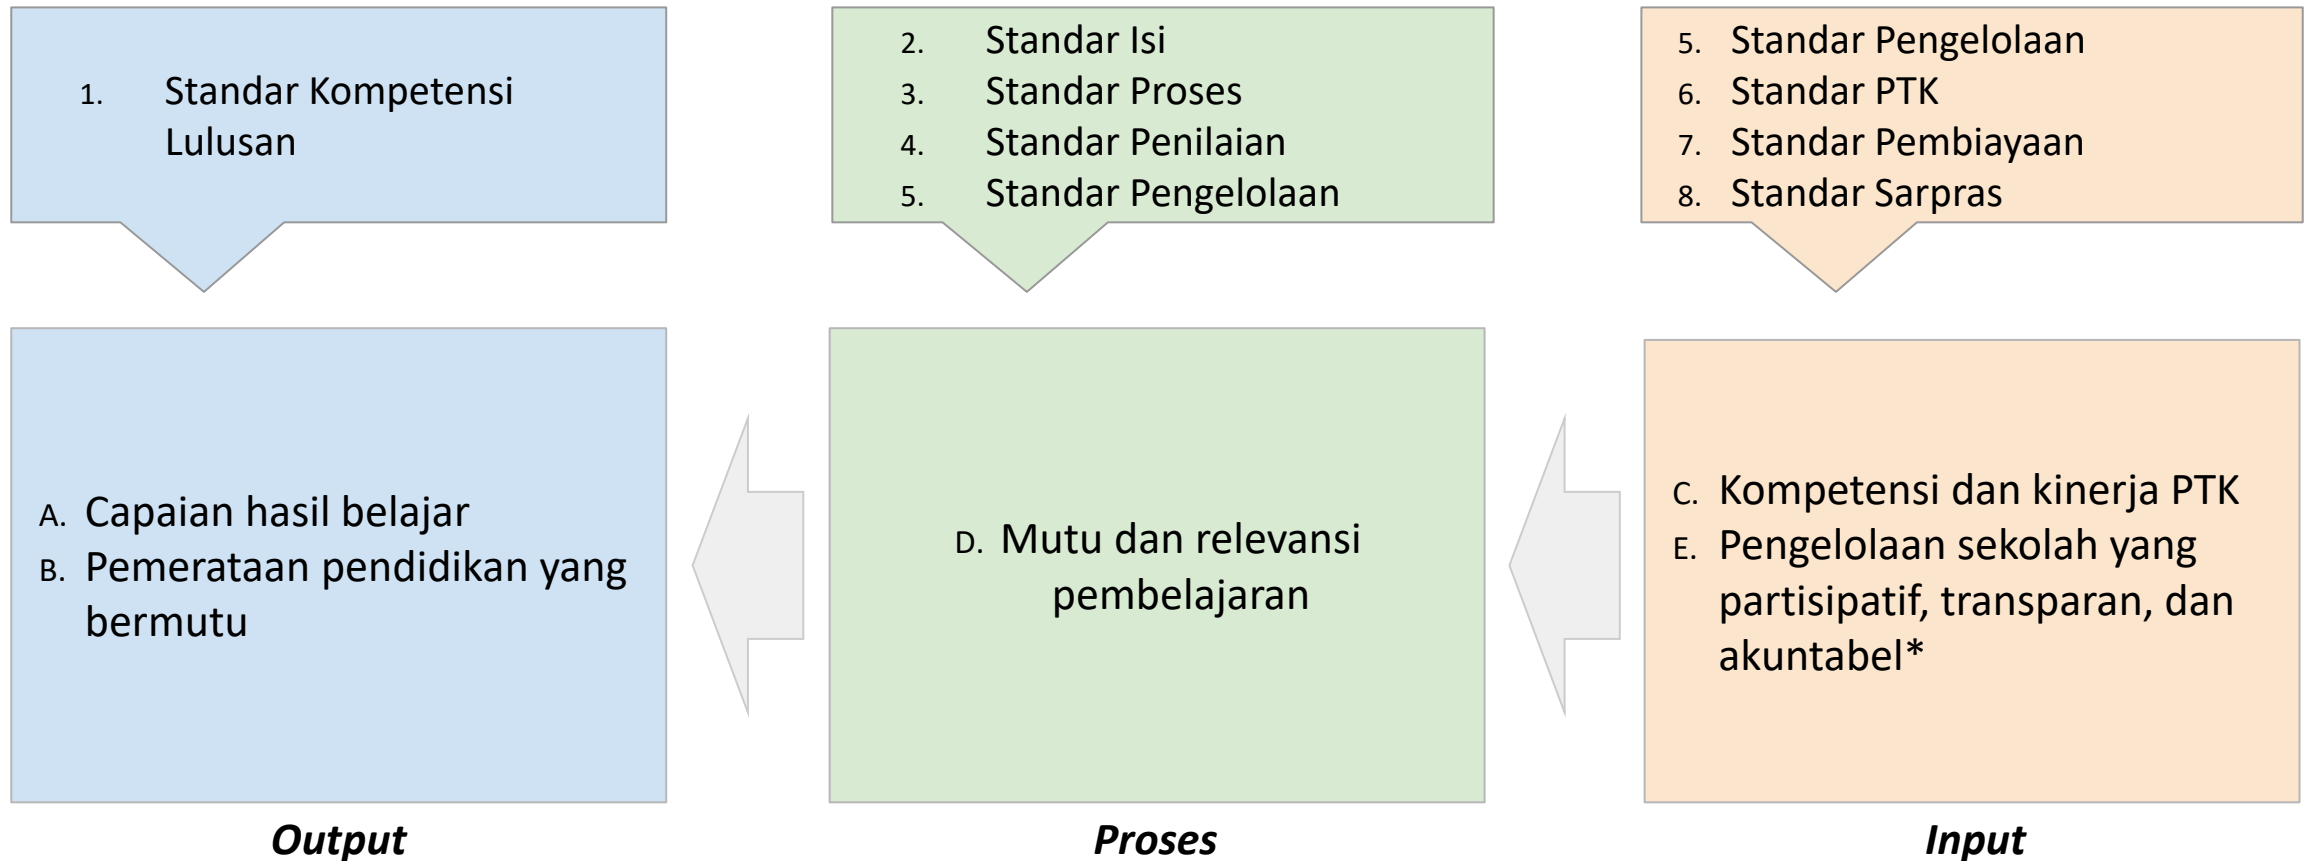 1. Standar Kompetensi
Lulusan
2. Standar Isi
3. Standar Proses
4. Standar Penilaian
5. Standar Pengelolaan
5. Standar Pengelolaan
6. Standar PTK
7. Standar Pembiayaan
8. Standar Sarpras
A. Capaian hasil belajar
B. Pemerataan pendidikan yang
bermutu
D. Mutu dan relevansi
pembelajaran
C. Kompetensi dan kinerja PTK
E. Pengelolaan sekolah yang
partisipatif, transparan, dan
akuntabel*
Output
Proses
Input